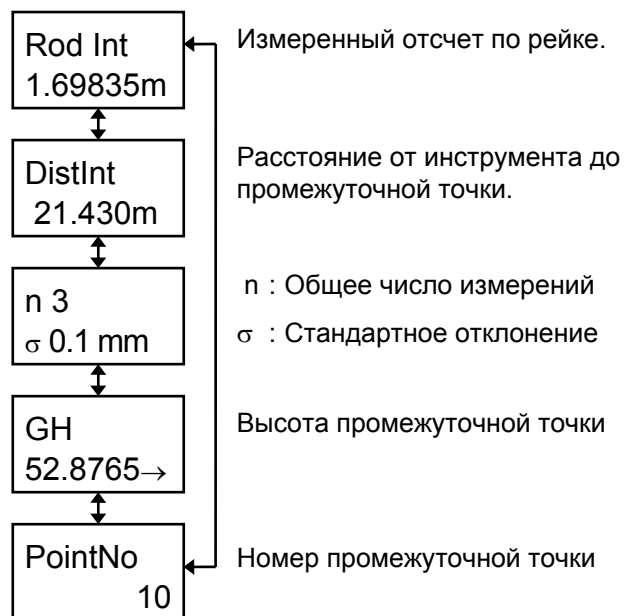 Rod Int
1.69835m
Измеренный отсчет по рейке.
DistInt
21.430m
Расстояние от инструмента до
промежуточной точки.
n 3
σ 0.1 mm
n : Общее число измерений
σ : Стандартное отклонение
GH
52.8765→
Высота промежуточной точки
PointNo
10
Номер промежуточной точки